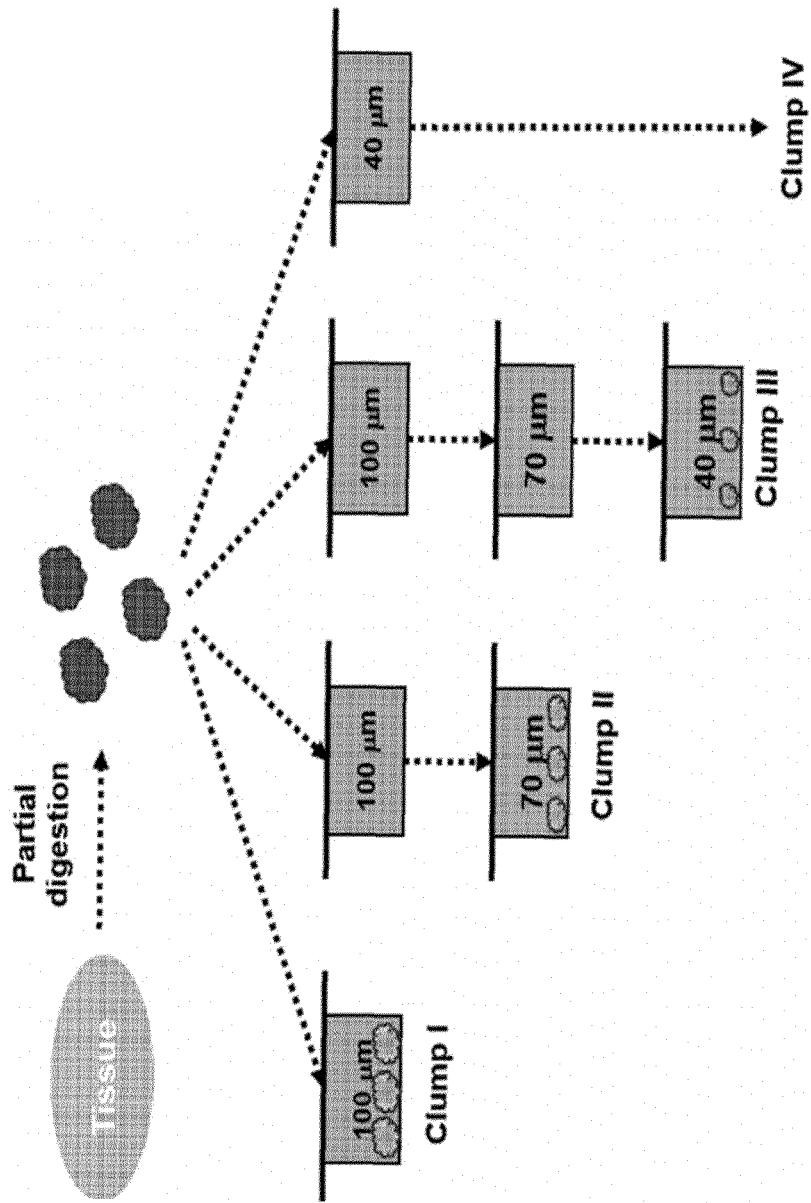 Tissue
Partial
digestion
100 µm
Clump I
100 µm
70 µm
Clump II
100 µm
70 µm
40 µm
Clump III
40 µm
Clump IV